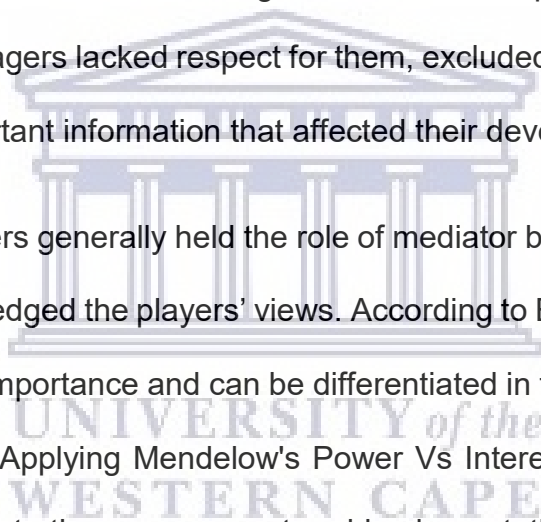 agers lacked respect for them, excluded
tant information that affected their deve
ers generally held the role of mediator b
edged the players’ views. According to
mportance and can be differentiated in
UNIVERSITY of the
Applying Mendelow's Power Vs Intere
WESTERN CAPE